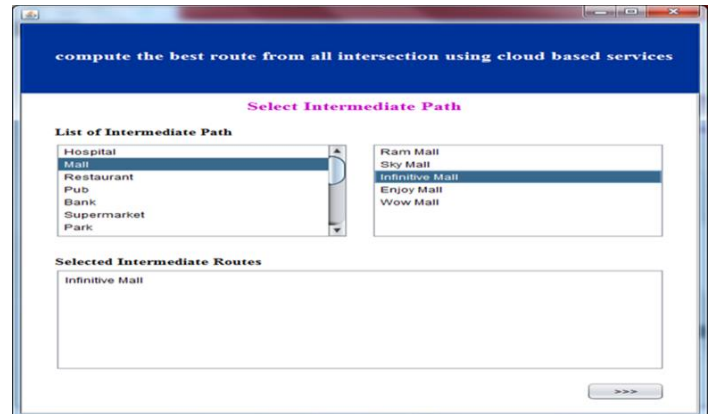 compute the best route from all intersection using cloud based services
Select Intermediate Path
List of Intermediate Path
Hospital
Mall
Restaurant
Pub
Bank
Supermarket
Park
Ram Mall
Sky Mall
Infinitive Mall
Enjoy Mall
Wow Mall
Selected Intermediate Routes
Infinitive Mall
>>>